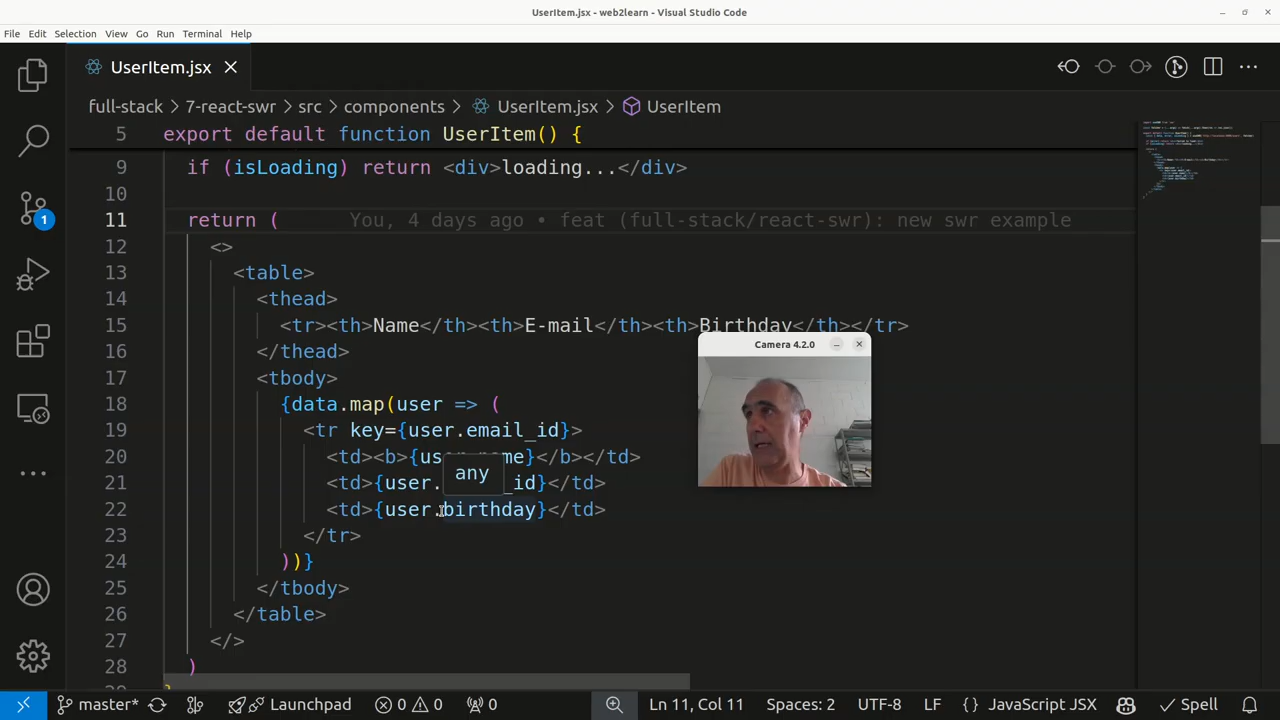 UserItem.jsx - web2learn - Visual Studio Code
File Edit Selection View Go Run Terminal Help
UserItem.jsx
full-stack > 7-react-swr > src > components > UserItem.jsx > UserItem
5 export default function UserItem() {
9 if (isLoading) return <div>loading...</div>
10
11 return ( You, 4 days ago • feat (full-stack/react-swr): new swr example
12 <>
13 <table>
14 <thead>
15 <tr><th>Name</th><th>E-mail</th><th>Birthday</th></tr>
16 </thead>
Camera 4.2.0
17 <tbody>
18 {data.map(user => (
19 <tr key={user.email_id}>
20 <td><b>{us me}</b></td>
any
21 <td>{user. _id}</td>
22 <td>{user.birthday}</td>
23 </tr>
24 ))}
25 </tbody>
26 </table>
27 </>
28 )
1
master* Launchpad 0 0 0 Ln 11, Col 11 Spaces: 2 UTF-8 LF {} JavaScript JSX Spell